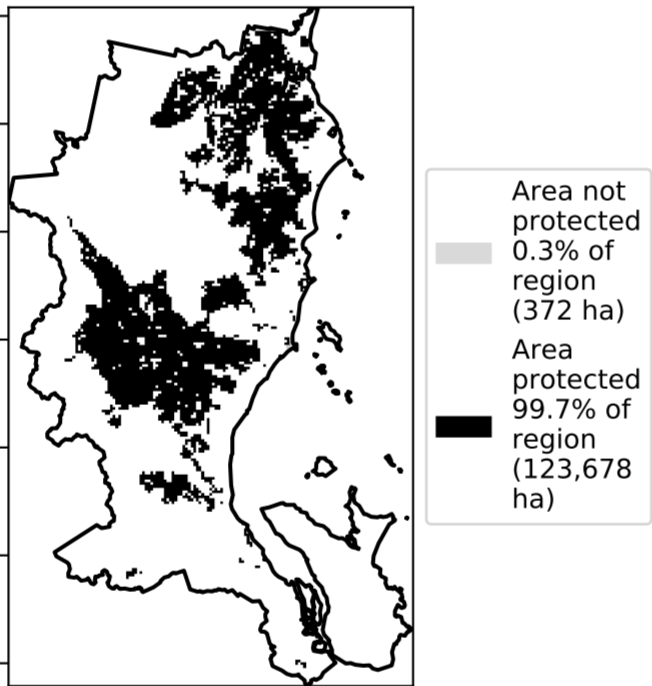 Area not
protected
0.3% of
region
(372 ha)
Area
protected
99.7% of
region
(123,678
ha)